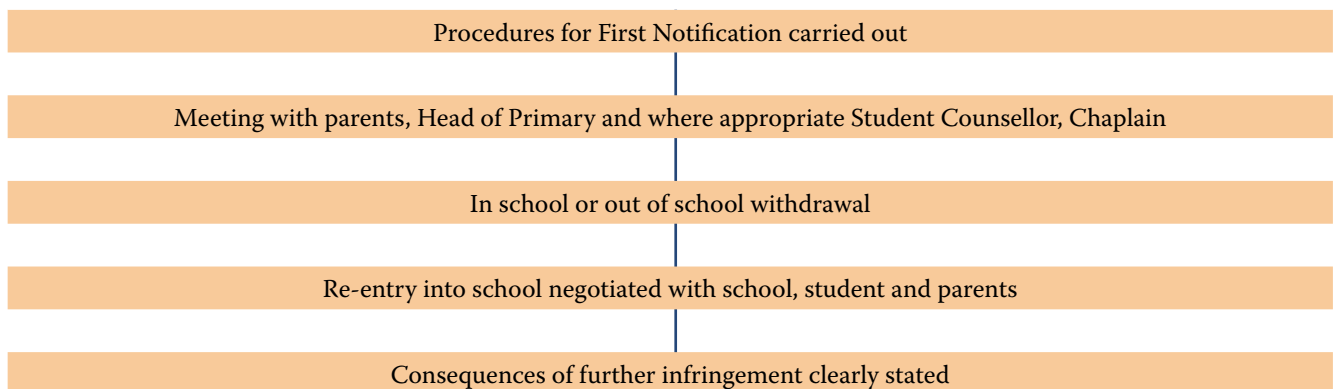 Procedures for First Notification carried out
Meeting with parents, Head of Primary and where appropriate Student Counsellor, Chaplain
In school or out of school withdrawal
Re-entry into school negotiated with school, student and parents
Consequences of further infringement clearly stated